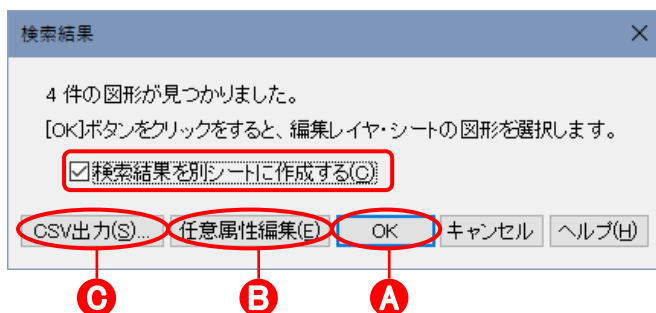 検索結果
4 件の図形が見つかりました。
[OK]ボタンをクリックをすると、編集レイヤ・シートの図形を選択します。
検索結果を別シートに作成する(C)
CSV出力(S)... 任意属性編集(E) OK キャンセル ヘルプ(H)
C B A